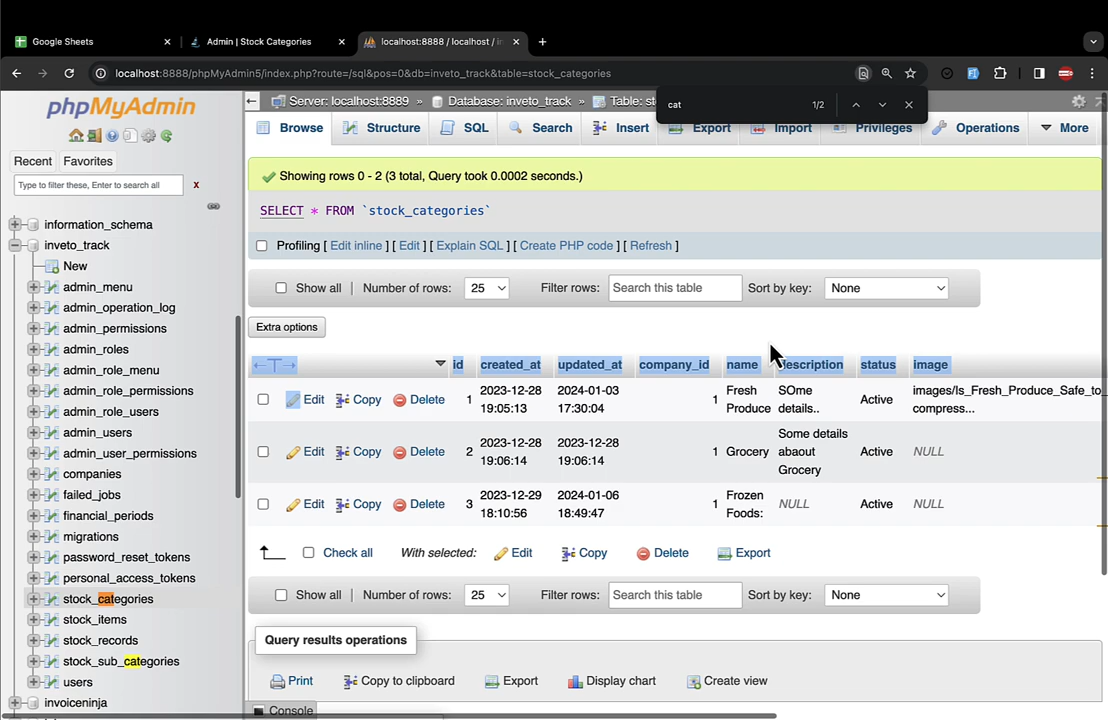 Google Sheets
Admin | Stock Categories
localhost:8888 / localhost / in
localhost:8888/phpMyAdmin5/index.php?route=/sql&pos=0&db=inveto_track&table=stock_categories
cat 1/2
phpMyAdmin
Recent Favorites
Type to filter these, Enter to search all X
information_schema
inveto_track
New
admin_menu
admin_operation_log
admin_permissions
admin_roles
admin_role_menu
admin_role_permissions
admin_role_users
admin_users
admin_user_permissions
companies
failed_jobs
financial_periods
migrations
password_reset_tokens
personal_access_tokens
stock_categories
stock_items
stock_records
stock_sub_categories
users
invoiceninja
Server: localhost:8889 » Database: inveto_track » Table: st
Browse Structure SQL Search Insert Export Import Privileges Operations More
Showing rows 0 - 2 (3 total, Query took 0.0002 seconds.)
SELECT * FROM `stock_categories`
Profiling [ Edit inline ] [ Edit ] [ Explain SQL ] [ Create PHP code ] [ Refresh ]
Show all | Number of rows: 25 Filter rows: Search this table Sort by key: None
Extra options
←T→ id created_at updated_at company_id name description status image
Edit Copy Delete 1 2023-12-28 19:05:13 2024-01-03 17:30:04 1 Fresh Produce SOme details.. Active images/ls_Fresh_Produce_Safe_to_compress...
Edit Copy Delete 2 2023-12-28 19:06:14 2023-12-28 19:06:14 1 Grocery Some details abaout Grocery Active NULL
Edit Copy Delete 3 2023-12-29 18:10:56 2024-01-06 18:49:47 1 Frozen Foods: NULL Active NULL
Check all With selected: Edit Copy Delete Export
Show all | Number of rows: 25 Filter rows: Search this table Sort by key: None
Query results operations
Print Copy to clipboard Export Display chart Create view
Console